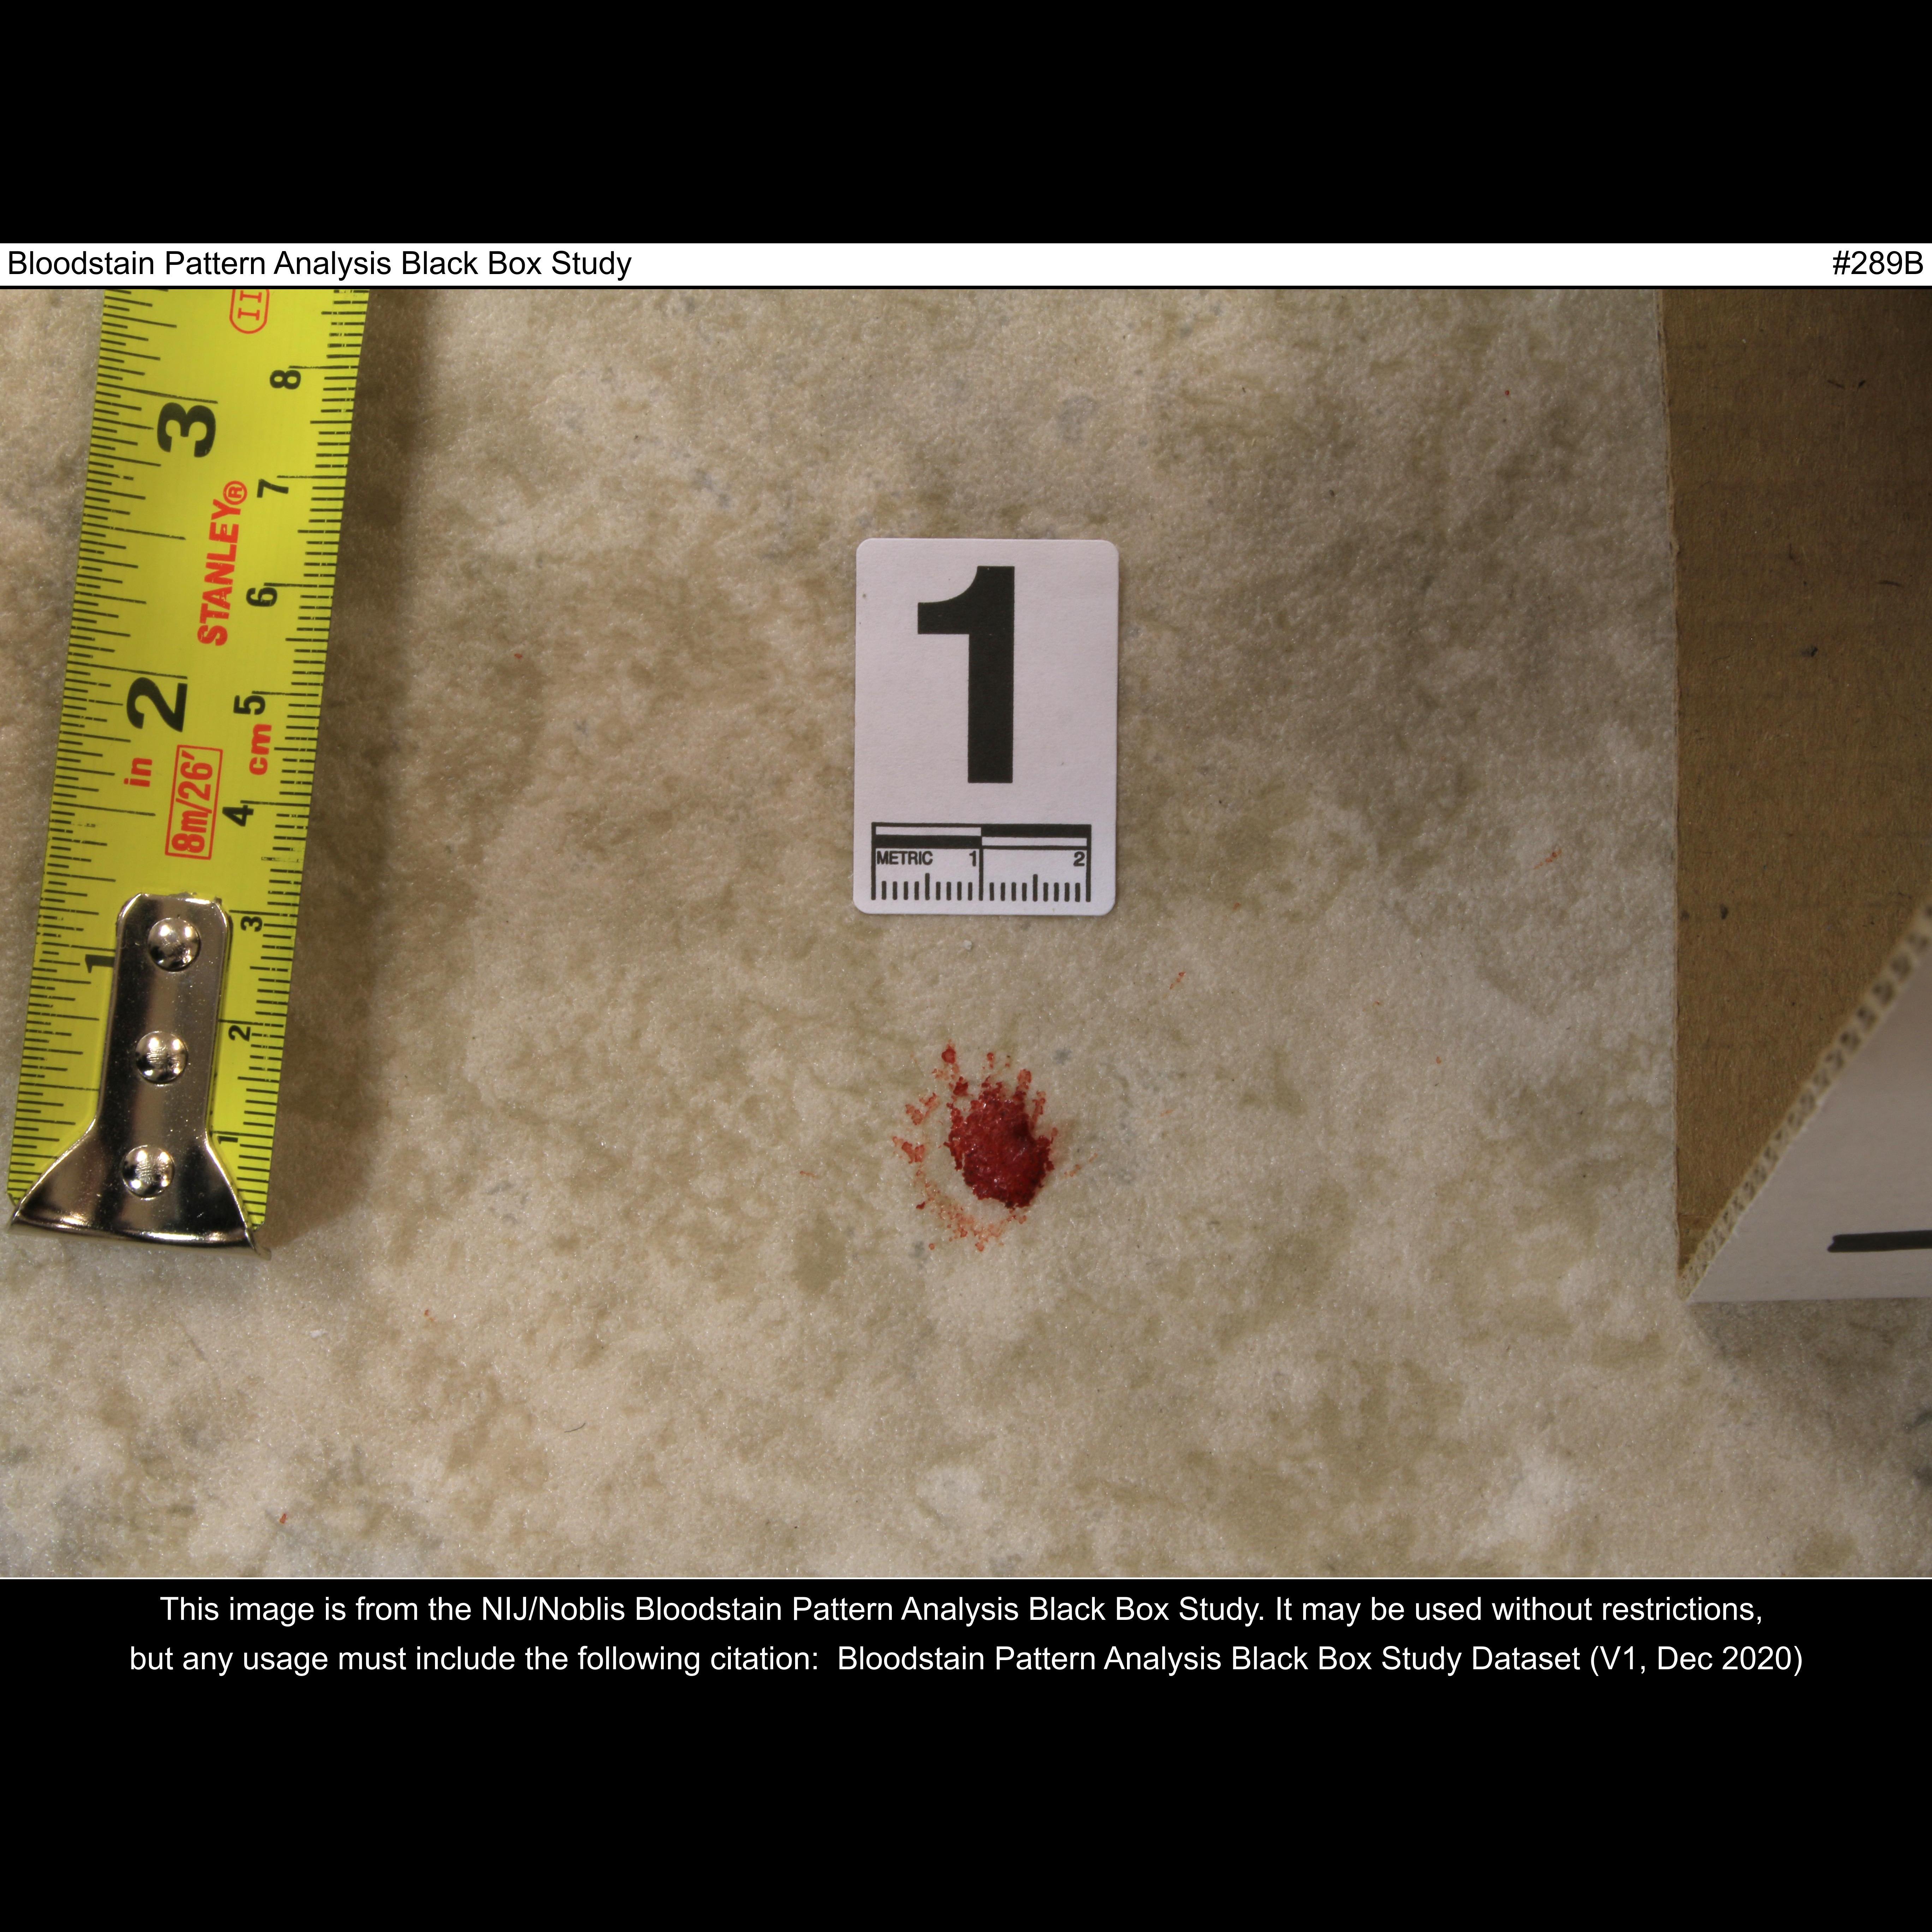 Bloodstain Pattern Analysis Black Box Study #289B
II
8
3
7
STANLEY®
6
2
5
in
cm
8m/26'
4
1
3
2
1
1
METRIC 1 2
This image is from the NIJ/Noblis Bloodstain Pattern Analysis Black Box Study. It may be used without restrictions,
but any usage must include the following citation: Bloodstain Pattern Analysis Black Box Study Dataset (V1, Dec 2020)